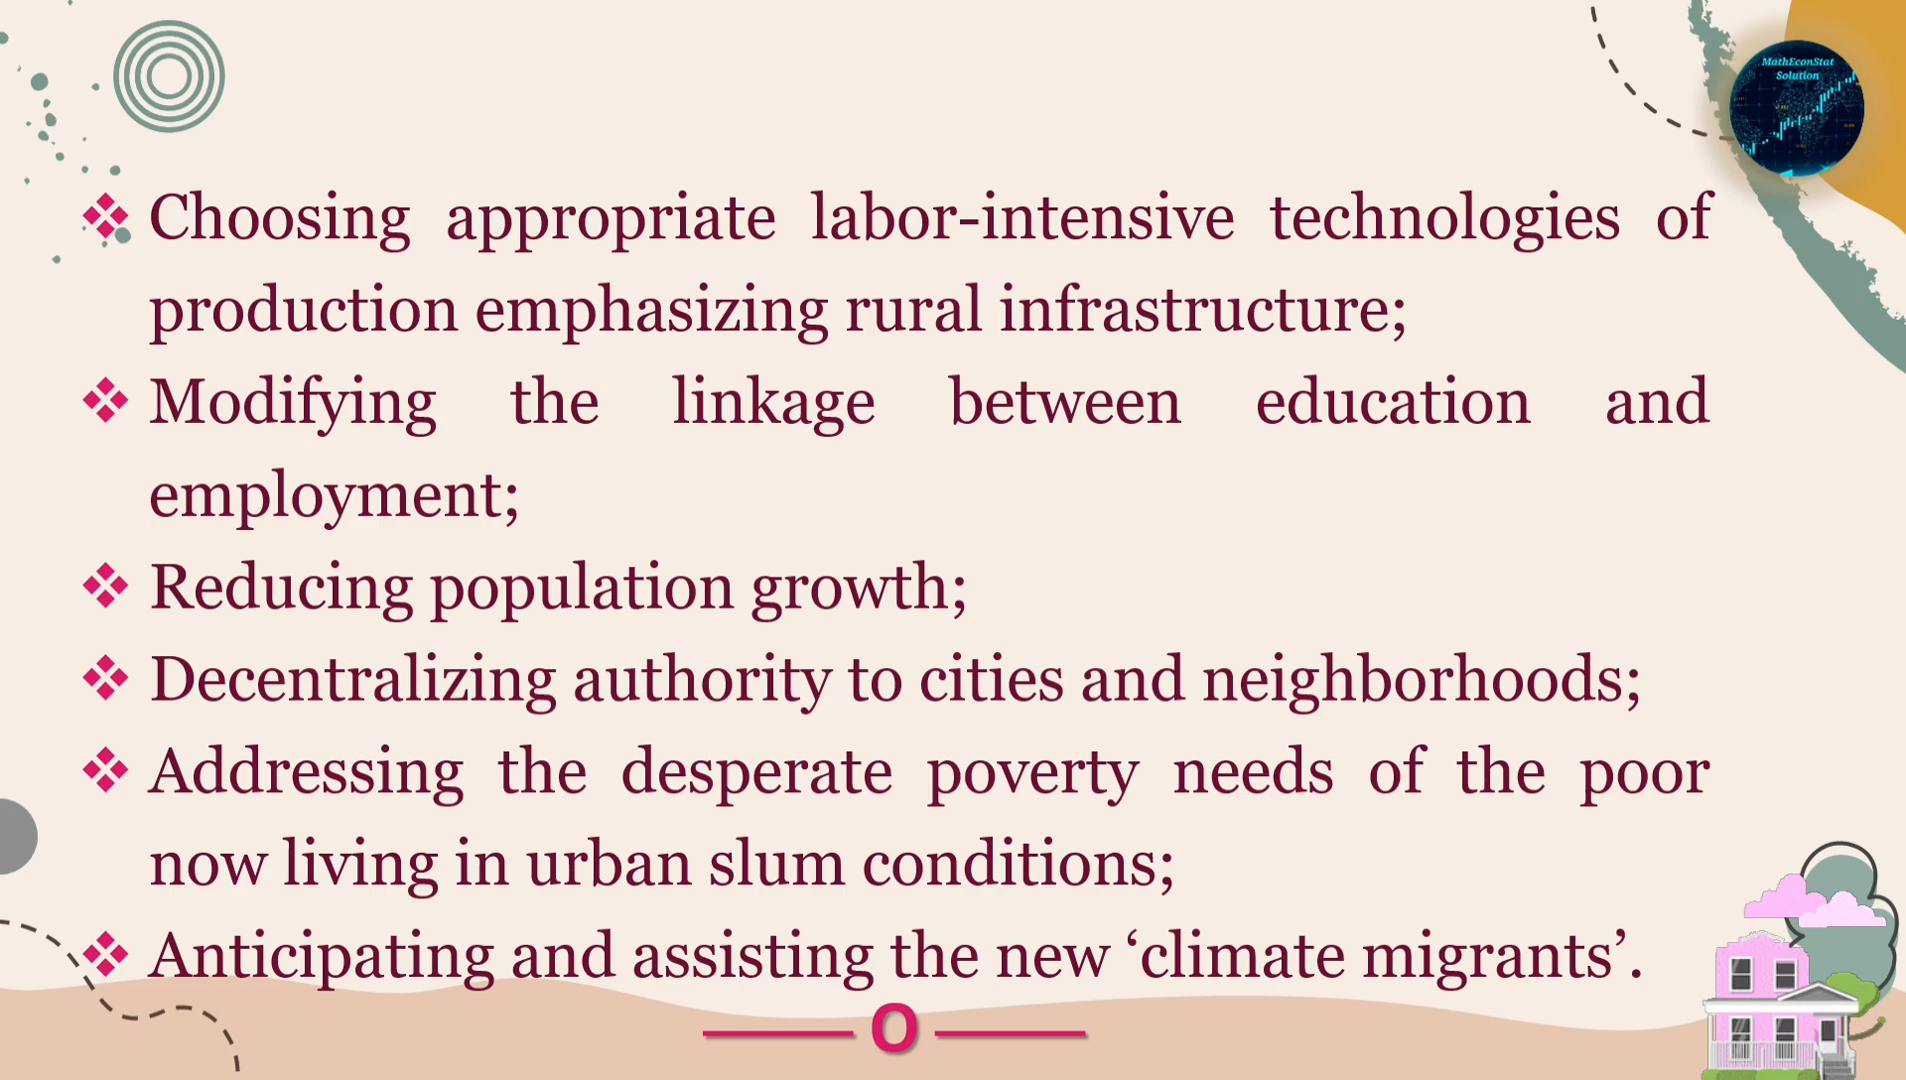 MathEconStat
Solution
❖ Choosing appropriate labor-intensive technologies of
production emphasizing rural infrastructure;
❖ Modifying the linkage between education and
employment;
❖ Reducing population growth;
❖ Decentralizing authority to cities and neighborhoods;
❖ Addressing the desperate poverty needs of the poor
now living in urban slum conditions;
❖ Anticipating and assisting the new ‘climate migrants’.
O